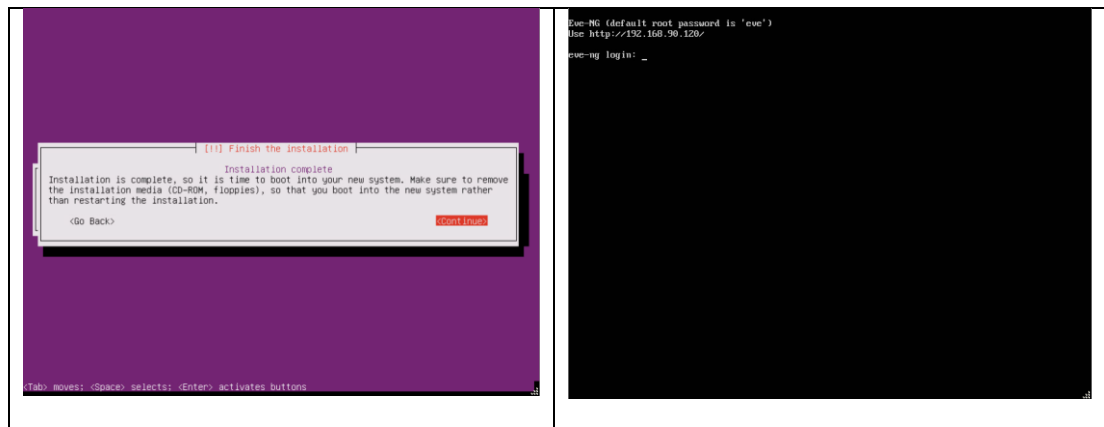 [!!] Finish the installation
Installation complete
Installation is complete, so it is time to boot into your new system. Make sure to remove
the installation media (CD-ROM, floppies), so that you boot into the new system rather
than restarting the installation.
<Go Back>
<Continue>
<Tab> moves; <Space> selects; <Enter> activates buttons
Eve-NG (default root password is 'eve')
Use http://192.168.90.120/
eve-ng login: _